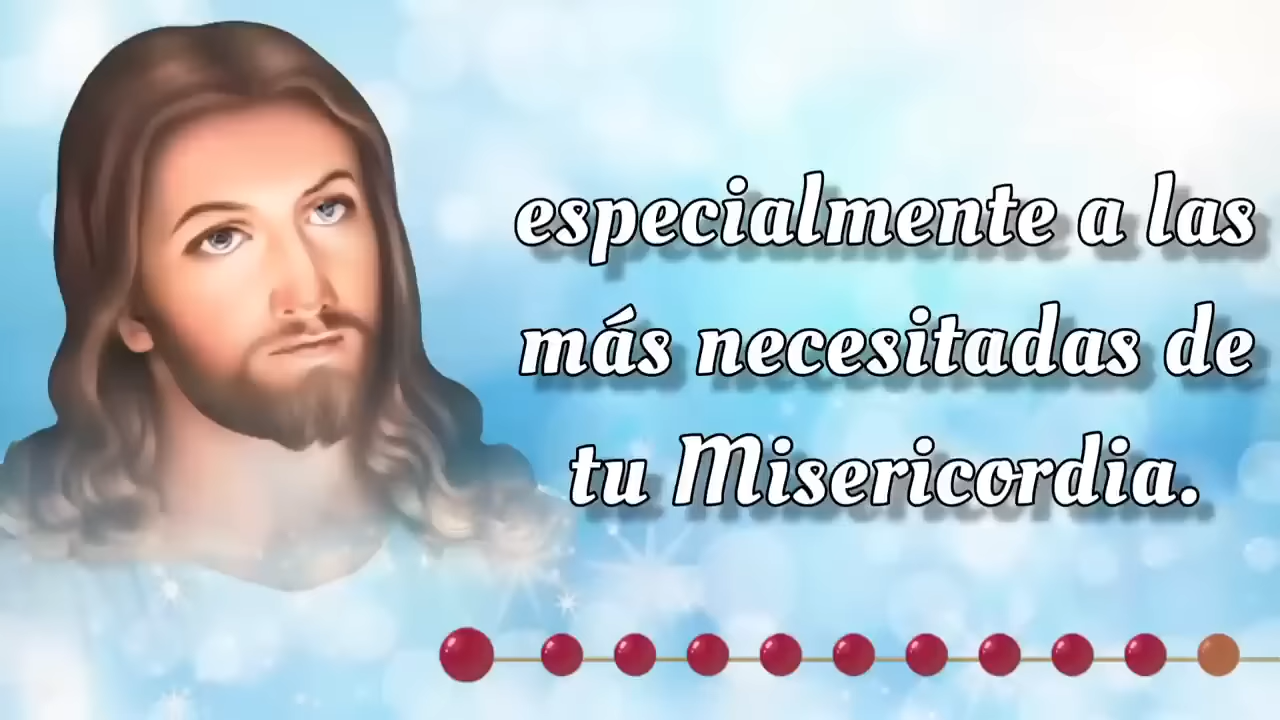 especialmente a las
más necesitadas de
tu Misericordia.